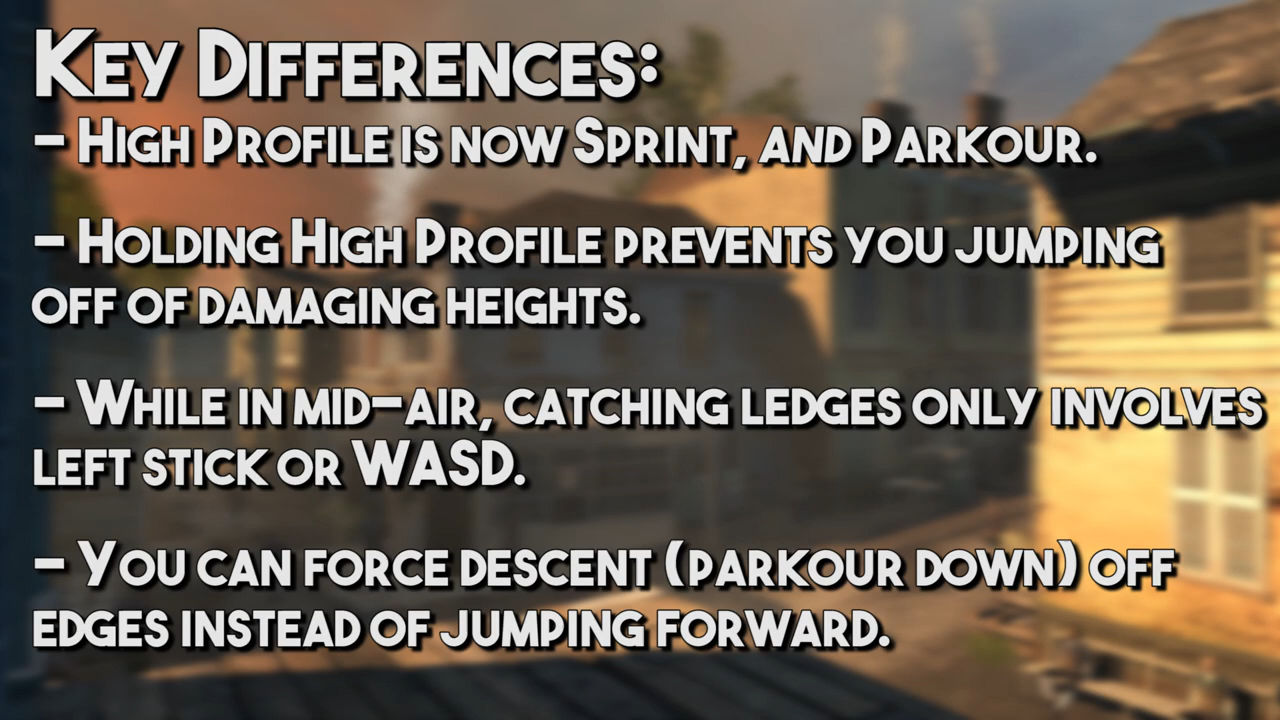 Key Differences:
- High Profile is now Sprint, and Parkour.
- Holding High Profile prevents you jumping
off of damaging heights.
- While in mid-air, catching ledges only involves
left stick or WASD.
- You can force descent (parkour down) off
edges instead of jumping forward.